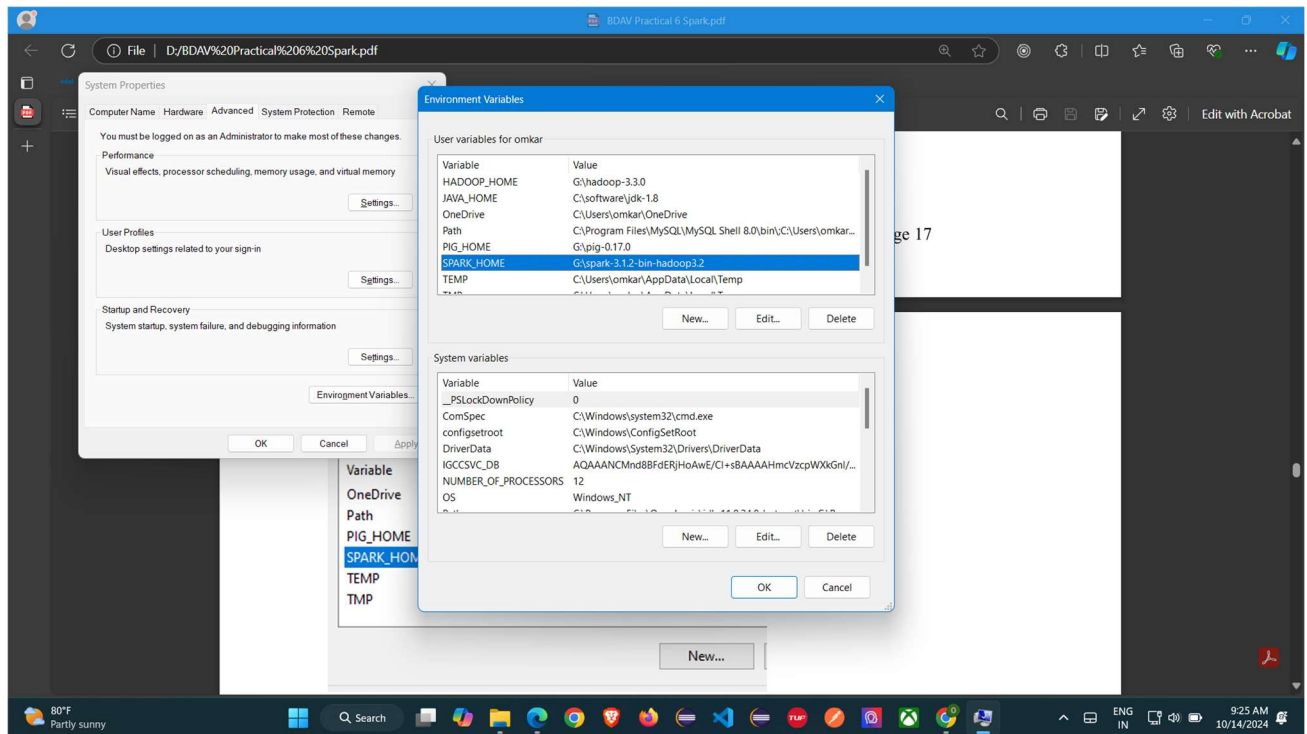 BDAV Practical 6 Spark.pdf
File | D:/BDAV%20Practical%206%20Spark.pdf
Edit with Acrobat
System Properties
Computer Name Hardware Advanced System Protection Remote
You must be logged on as an Administrator to make most of these changes.
Performance
Visual effects, processor scheduling, memory usage, and virtual memory
Settings...
User Profiles
Desktop settings related to your sign-in
Settings...
Startup and Recovery
System startup, system failure, and debugging information
Settings...
Environment Variables...
OK Cancel Apply
Environment Variables
User variables for omkar
Variable Value
HADOOP_HOME G:\hadoop-3.3.0
JAVA_HOME C:\software\jdk-1.8
OneDrive C:\Users\omkar\OneDrive
Path C:\Program Files\MySQL\MySQL Shell 8.0\bin\;C:\Users\omkar...
PIG_HOME G:\pig-0.17.0
SPARK_HOME G:\spark-3.1.2-bin-hadoop3.2
TEMP C:\Users\omkar\AppData\Local\Temp
New... Edit... Delete
System variables
Variable Value
__PSLockDownPolicy 0
ComSpec C:\Windows\system32\cmd.exe
configsetroot C:\Windows\ConfigSetRoot
DriverData C:\Windows\System32\Drivers\DriverData
NUMBER_OF_PROCESSORS 12
IGCCSVC_DB
OS Windows_NT
New... Edit... Delete
OK Cancel
ge 17
Variable
OneDrive
Path
PIG_HOME
SPARK_HOM
TEMP
TMP
New...
80°F
Partly sunny
Search
TUF
ENG
IN
9:25 AM
10/14/2024